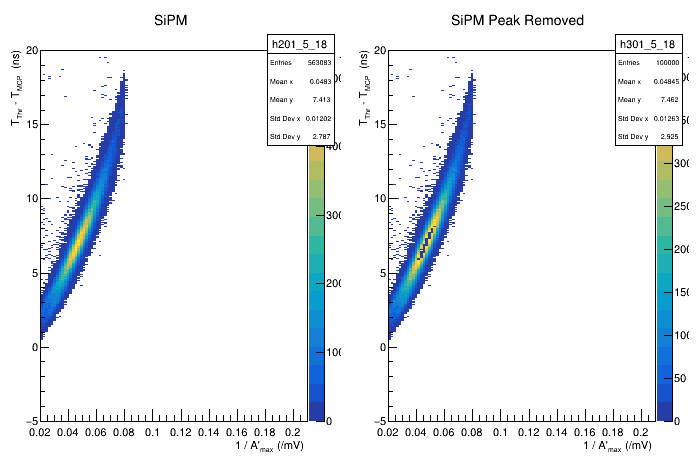 SiPM
T_Thr - T_MCP (ns)
20
15
10
5
0
−5
0.02 0.04 0.06 0.08 0.1 0.12 0.14 0.16 0.18 0.2
1 / A'_max (/mV)
h201_5_18
Entries 563083
Mean x 0.0483
Mean y 7.413
Std Dev x 0.01202
Std Dev y 2.787
400
300
200
100
0
SiPM Peak Removed
T_Thr - T_MCP (ns)
20
15
10
5
0
−5
0.02 0.04 0.06 0.08 0.1 0.12 0.14 0.16 0.18 0.2
1 / A'_max (/mV)
h301_5_18
Entries 100000
Mean x 0.04845
Mean y 7.462
Std Dev x 0.01263
Std Dev y 2.925
300
250
200
150
100
50
0